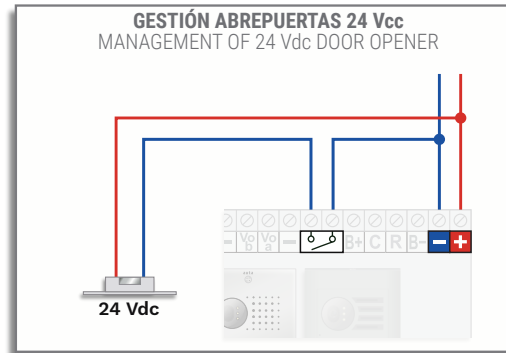 GESTIÓN ABREPUERTAS 24 Vcc
MANAGEMENT OF 24 Vdc DOOR OPENER
– Vo b Vo a – B+ C R B– – +
24 Vdc